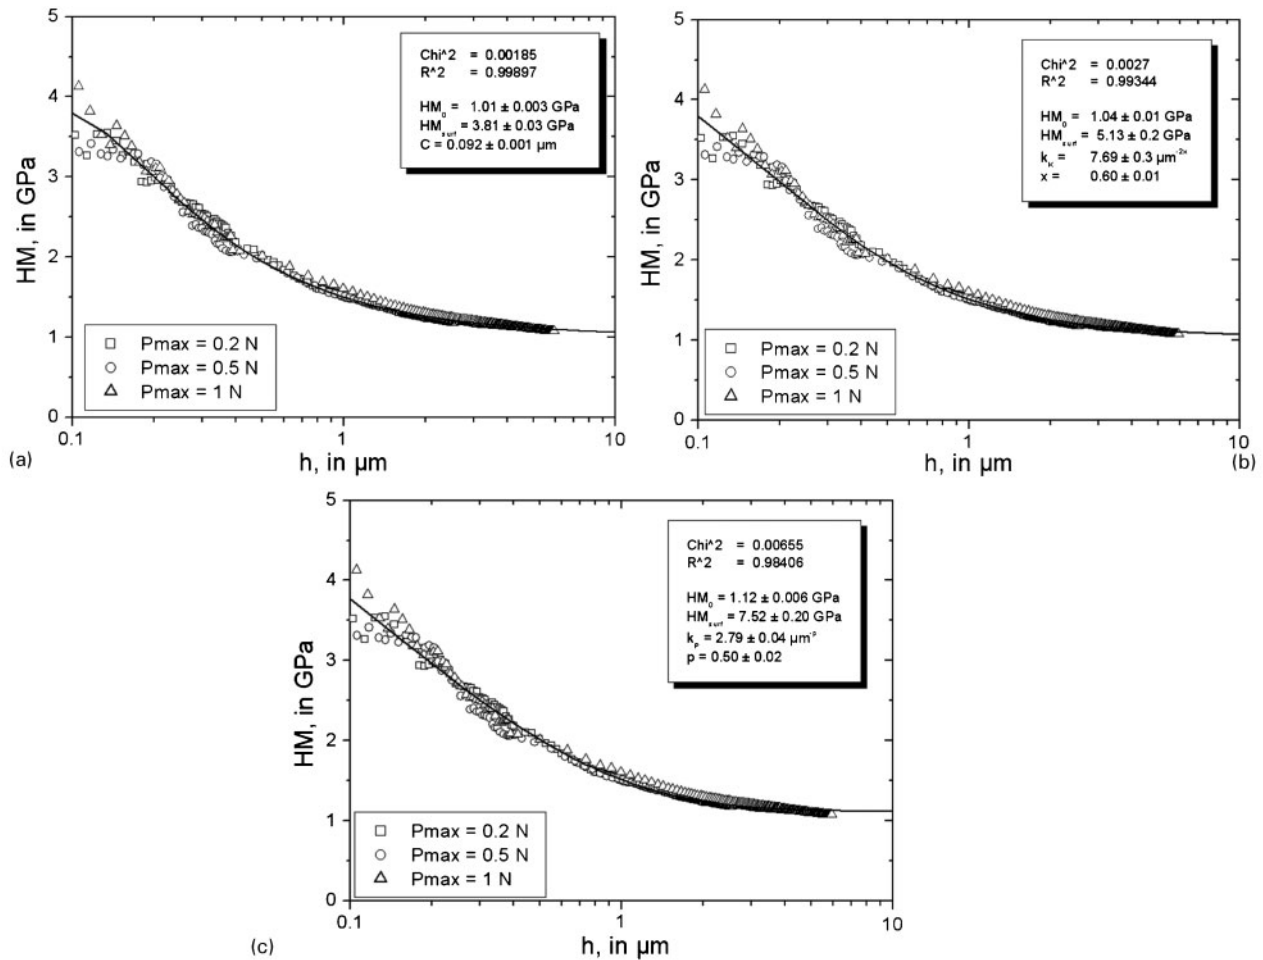 5
4
3
2
1
0
HM, in GPa
Chi^2 = 0.00185
R^2 = 0.99897
HM₀ = 1.01 ± 0.003 GPa
HMₛᵤᵣf = 3.81 ± 0.03 GPa
C = 0.092 ± 0.001 µm
Pmax = 0.2 N
Pmax = 0.5 N
Pmax = 1 N
0.1
1
10
h, in µm
(a)
5
4
3
2
1
0
HM, in GPa
Chi^2 = 0.0027
R^2 = 0.99344
HM₀ = 1.04 ± 0.01 GPa
HMₛᵤᵣf = 5.13 ± 0.2 GPa
k = 7.69 ± 0.3 µm⁻²ˣ
x = 0.60 ± 0.01
Pmax = 0.2 N
Pmax = 0.5 N
Pmax = 1 N
0.1
1
10
h, in µm
(b)
5
4
3
2
1
0
HM, in GPa
Chi^2 = 0.00655
R^2 = 0.98406
HM₀ = 1.12 ± 0.006 GPa
HMₛᵤᵣf = 7.52 ± 0.20 GPa
kₚ = 2.79 ± 0.04 µm⁻ᵖ
p = 0.50 ± 0.02
Pmax = 0.2 N
Pmax = 0.5 N
Pmax = 1 N
0.1
1
10
h, in µm
(c)